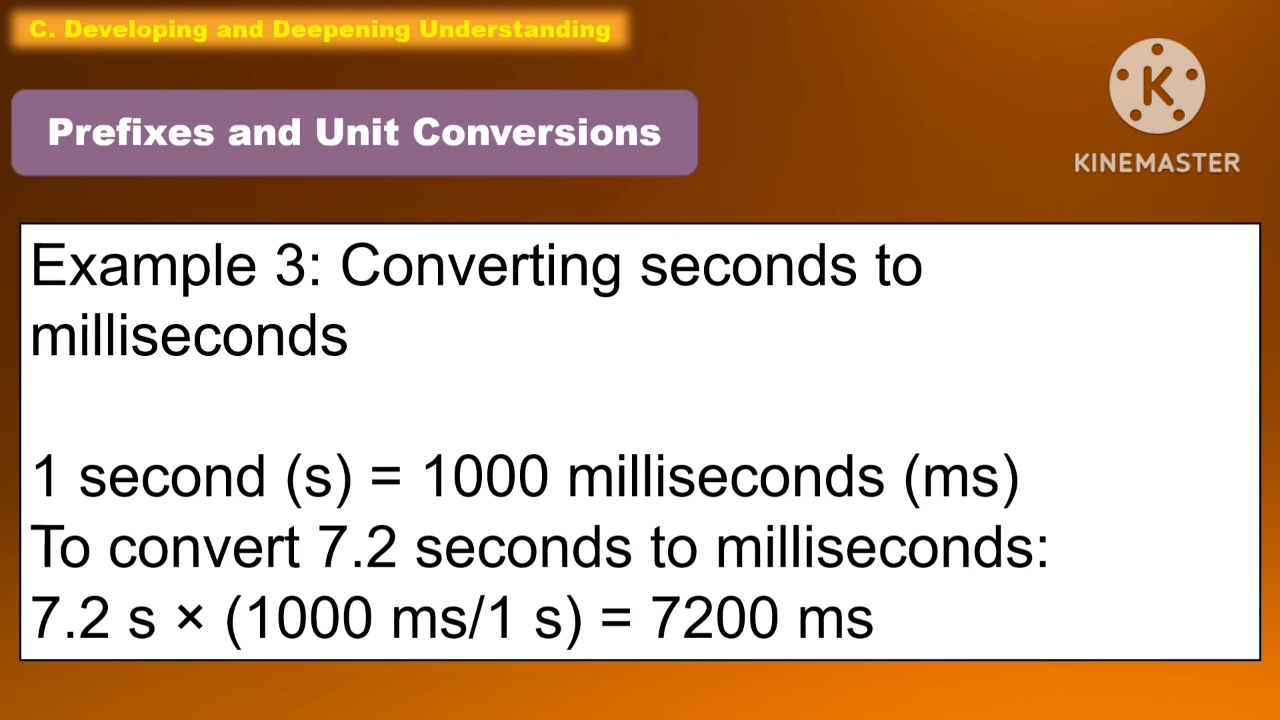 C. Developing and Deepening Understanding
Prefixes and Unit Conversions
K
KINEMASTER
Example 3: Converting seconds to
milliseconds
1 second (s) = 1000 milliseconds (ms)
To convert 7.2 seconds to milliseconds:
7.2 s × (1000 ms/1 s) = 7200 ms